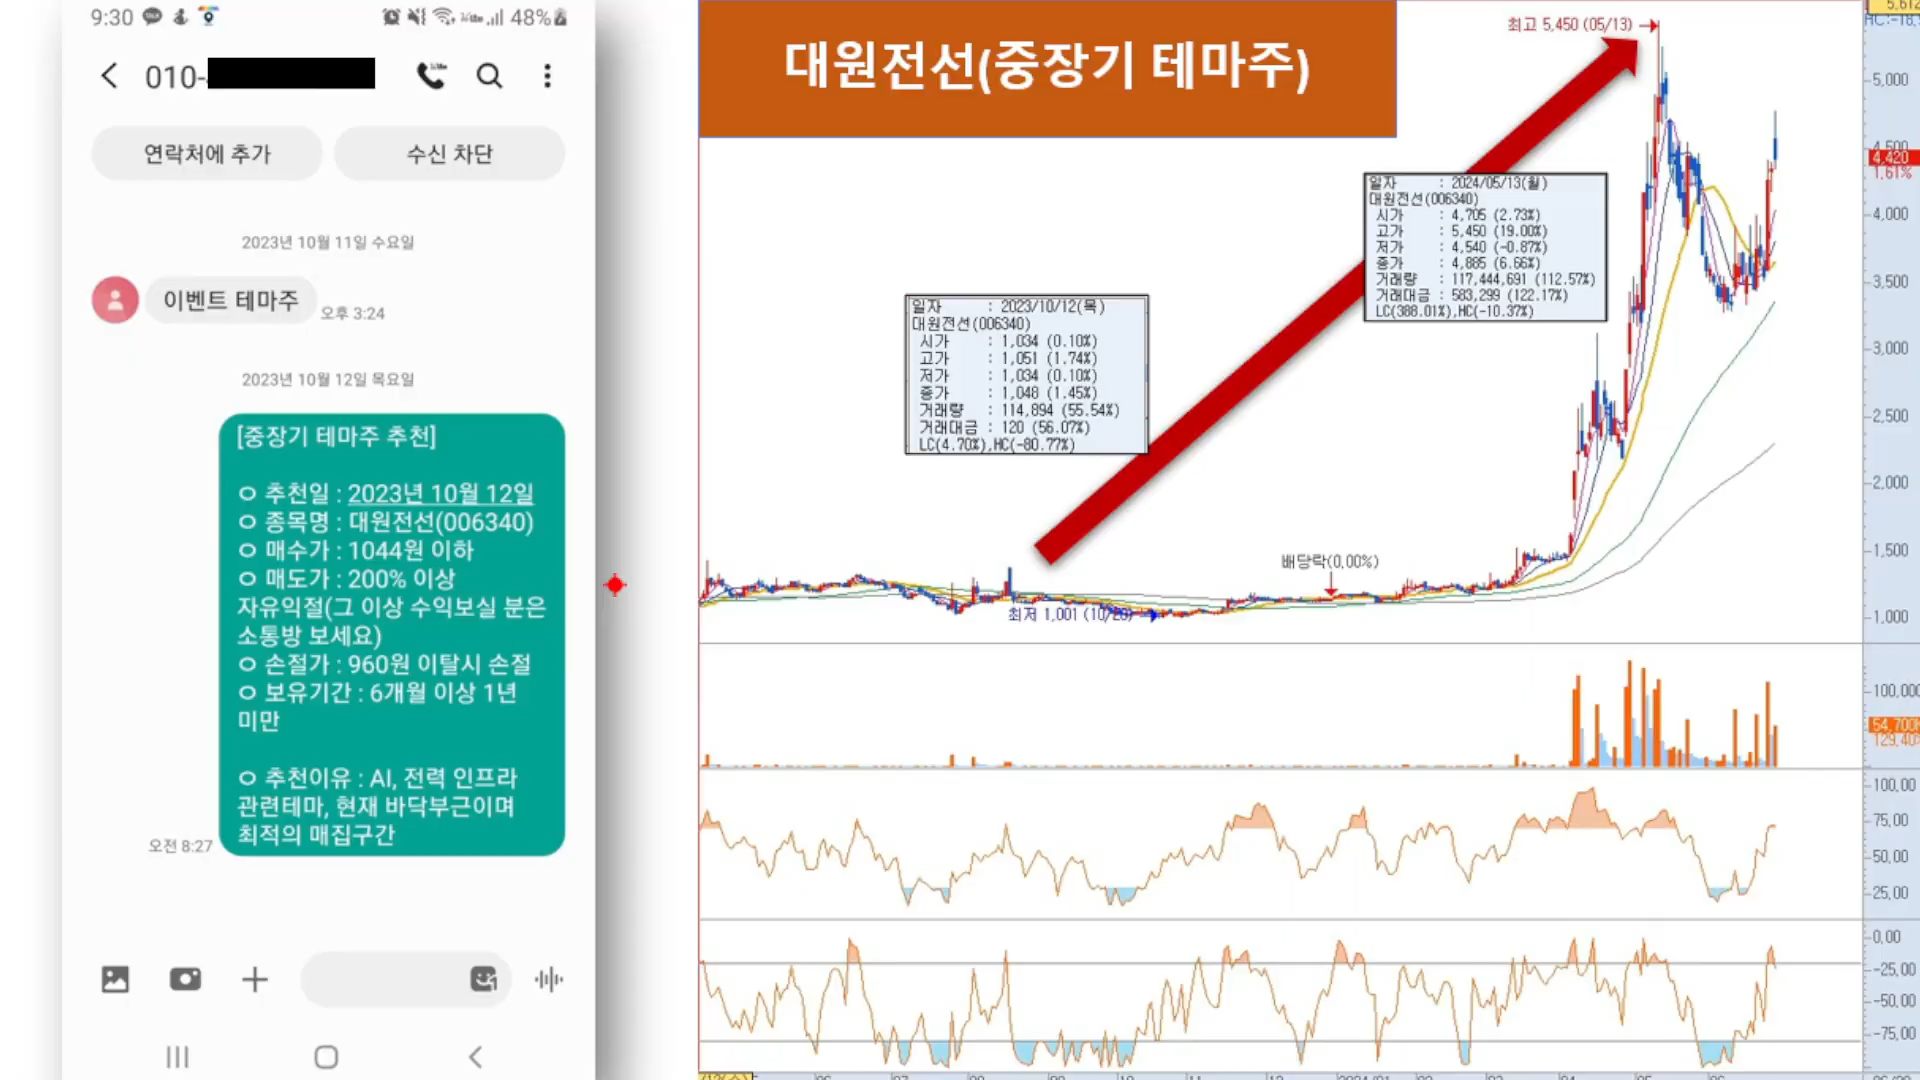 9:30
48%
010-
연락처에 추가
수신 차단
2023년 10월 11일 수요일
이벤트 테마주
오후 3:24
2023년 10월 12일 목요일
[중장기 테마주 추천]
ㅇ 추천일 : 2023년 10월 12일
ㅇ 종목명 : 대원전선(006340)
ㅇ 매수가 : 1044원 이하
ㅇ 매도가 : 200% 이상
자유익절(그 이상 수익보실 분은
소통방 보세요)
ㅇ 손절가 : 960원 이탈시 손절
ㅇ 보유기간 : 6개월 이상 1년
미만
ㅇ 추천이유 : AI, 전력 인프라
관련테마, 현재 바닥부근이며
최적의 매집구간
오전 8:27
대원전선(중장기 테마주)
최고 5,450 (05/13)
일자 : 2024/05/13(월)
대원전선(006340)
시가 : 4,705 (2.73%)
고가 : 5,450 (19.00%)
저가 : 4,540 (-0.87%)
종가 : 4,885 (6.66%)
거래량 : 117,444,691 (112.57%)
거래대금 : 583,299 (122.17%)
LC(388.01%),HC(-10.37%)
일자 : 2023/10/12(목)
대원전선(006340)
시가 : 1,034 (0.10%)
고가 : 1,051 (1.74%)
저가 : 1,034 (0.10%)
종가 : 1,048 (1.45%)
거래량 : 114,894 (55.54%)
거래대금 : 120 (56.07%)
LC(4.70%),HC(-80.77%)
배당락(0.00%)
최저 1,001 (10/26)
5,000
4,500
4,420
1.61%
4,000
3,500
3,000
2,500
2,000
1,500
1,000
100,000
54,700
100.00
75.00
50.00
25.00
0.00
-25.00
-50.00
-75.00